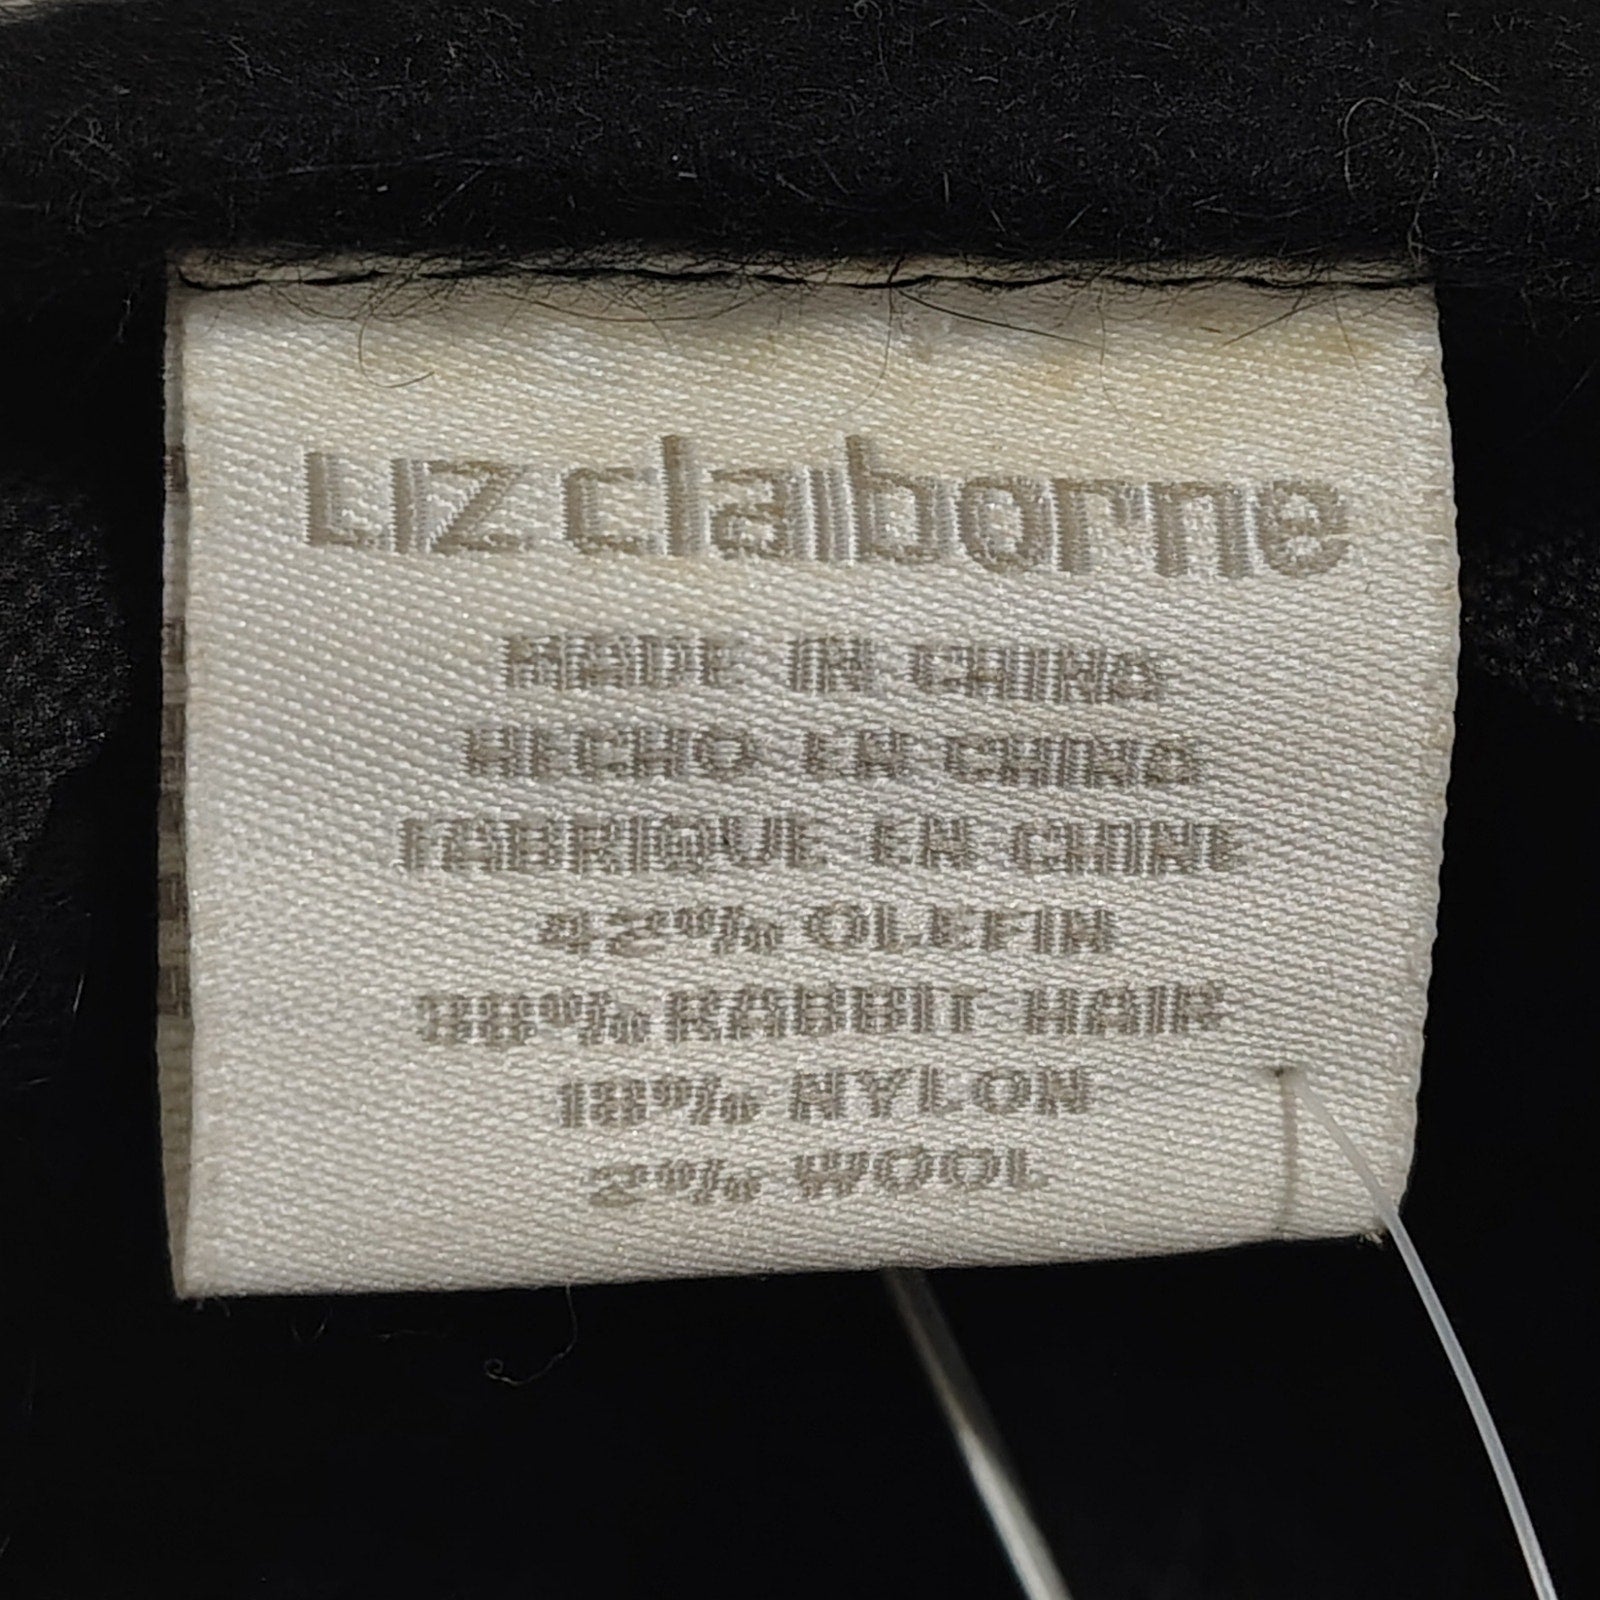 LIZ claiborne
MADE IN CHINA
HECHO EN CHINA
FABRIQUE EN CHINE
42% OLEFIN
38% RABBIT HAIR
18% NYLON
2% WOOL